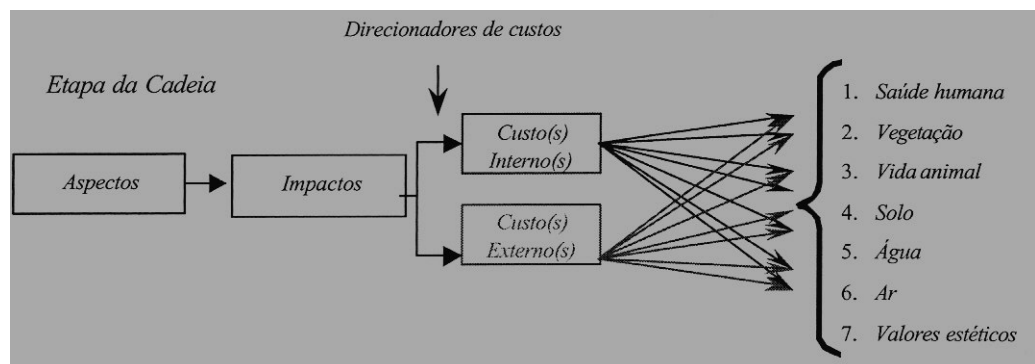 Direcionadores de custos
Etapa da Cadeia
Aspectos
Impactos
Custo(s)
Interno(s)
Custo(s)
Externo(s)
1. Saúde humana
2. Vegetação
3. Vida animal
4. Solo
5. Água
6. Ar
7. Valores estéticos